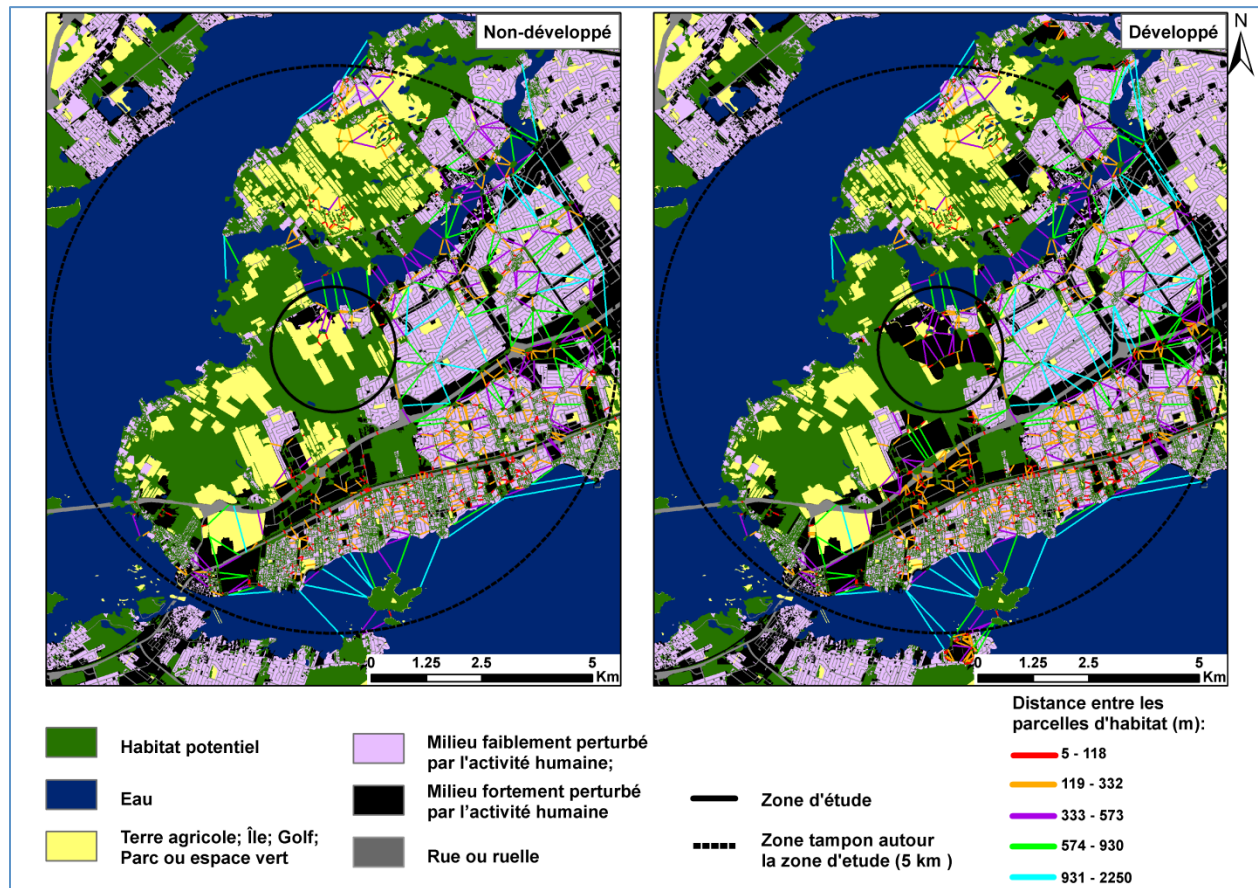 Non-développé
Développé
N
0 1.25 2.5 5
Km
0 1.25 2.5 5
Km
Habitat potentiel
Eau
Terre agricole; Île; Golf;
Parc ou espace vert
Milieu faiblement perturbé
par l'activité humaine;
Milieu fortement perturbé
par l'activité humaine
Rue ou ruelle
Zone d'étude
Zone tampon autour
la zone d'etude (5 km )
Distance entre les
parcelles d'habitat (m):
5 - 118
119 - 332
333 - 573
574 - 930
931 - 2250